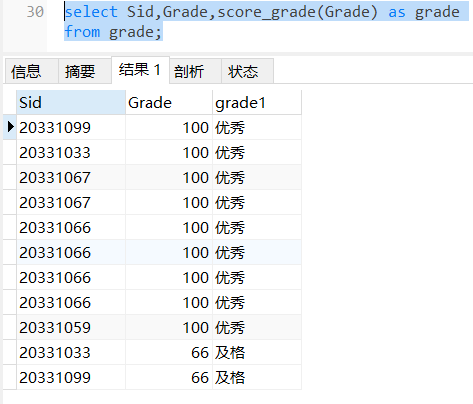 30 select Sid,Grade,score_grade(Grade) as grade
from grade;
信息 摘要 结果 1 剖析 状态
Sid Grade grade1
20331099 100 优秀
20331033 100 优秀
20331067 100 优秀
20331067 100 优秀
20331066 100 优秀
20331066 100 优秀
20331066 100 优秀
20331066 100 优秀
20331059 100 优秀
20331033 66 及格
20331099 66 及格